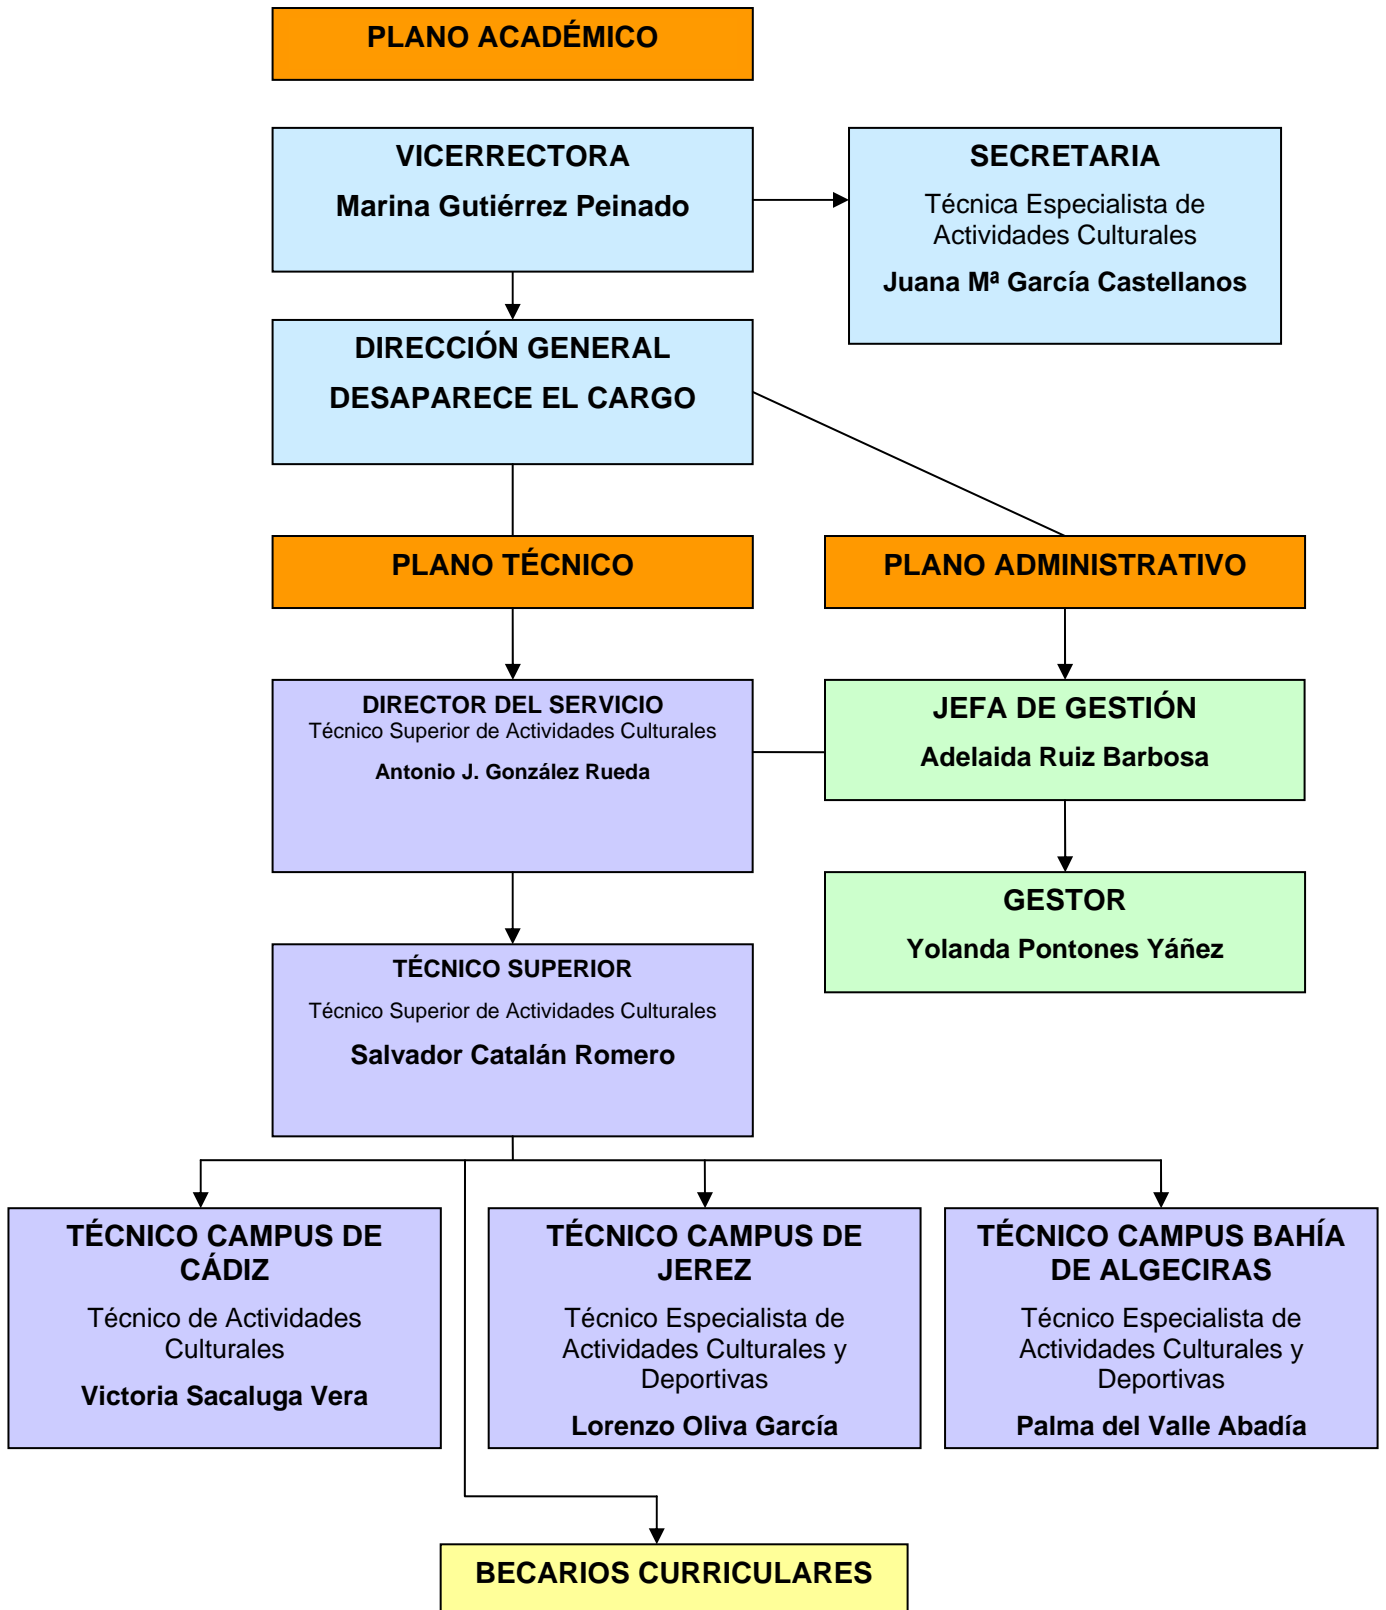 PLANO ACADÉMICO
VICERRECTORA
Marina Gutiérrez Peinado
SECRETARIA
Técnica Especialista de
Actividades Culturales
Juana Mª García Castellanos
DIRECCIÓN GENERAL
DESAPARECE EL CARGO
PLANO TÉCNICO
PLANO ADMINISTRATIVO
DIRECTOR DEL SERVICIO
Técnico Superior de Actividades Culturales
Antonio J. González Rueda
JEFA DE GESTIÓN
Adelaida Ruiz Barbosa
GESTOR
Yolanda Pontones Yáñez
TÉCNICO SUPERIOR
Técnico Superior de Actividades Culturales
Salvador Catalán Romero
TÉCNICO CAMPUS DE
CÁDIZ
Técnico de Actividades
Culturales
Victoria Sacaluga Vera
TÉCNICO CAMPUS DE
JEREZ
Técnico Especialista de
Actividades Culturales y
Deportivas
Lorenzo Oliva García
TÉCNICO CAMPUS BAHÍA
DE ALGECIRAS
Técnico Especialista de
Actividades Culturales y
Deportivas
Palma del Valle Abadía
BECARIOS CURRICULARES